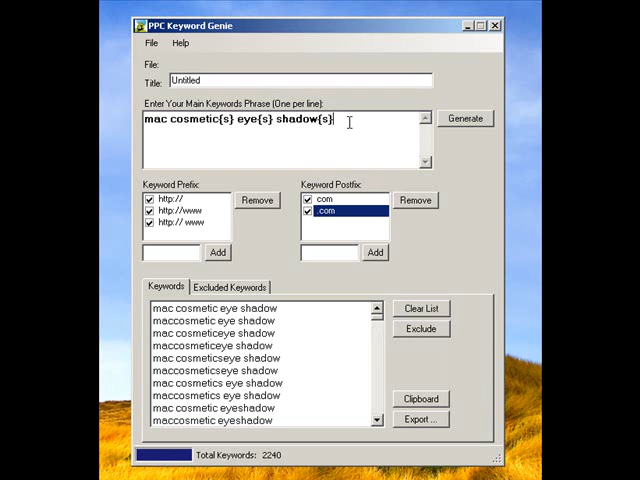 PPC Keyword Genie
File Help
File:
Title: Untitled
Enter Your Main Keywords Phrase (One per line):
mac cosmetic{s} eye{s} shadow{s}
Generate
Keyword Prefix: Keyword Postfix:
http:// com
http://www .com
http:// www
Remove Remove
Add Add
Keywords Excluded Keywords
mac cosmetic eye shadow
maccosmetic eye shadow
mac cosmeticeye shadow
maccosmeticeye shadow
mac cosmeticseye shadow
maccosmeticseye shadow
mac cosmetics eye shadow
maccosmetics eye shadow
mac cosmetic eyeshadow
maccosmetic eyeshadow
Clear List
Exclude
Clipboard
Export ...
Total Keywords: 2240